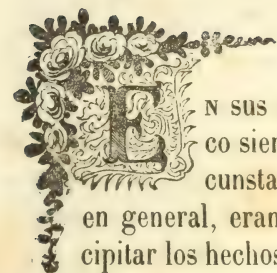 EN sus
co sien
cunsta
en general, eran
cipitar los hechos